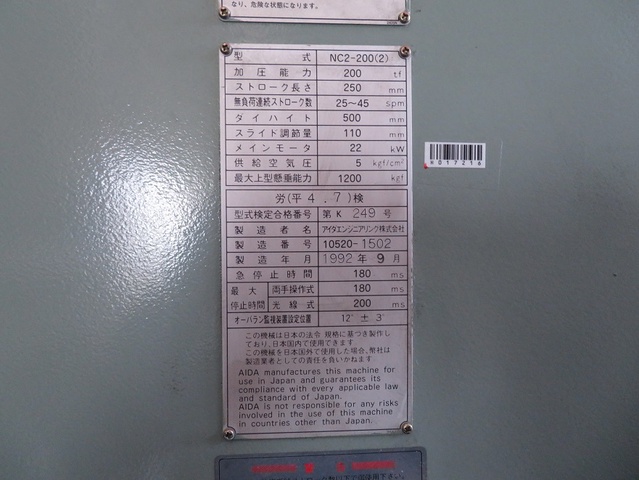 なり、危険な状態になります。
型式 NC2-200(2)
加圧能力 200 tf
ストローク長さ 250 mm
無負荷連続ストローク数 25～45 spm
ダイハイト 500 mm
スライド調節量 110 mm
メインモータ 22 kW
供給空気圧 5 kgf/cm²
最大上型懸垂能力 1200 kgf
労(平4.7)検
型式検定合格番号 第 K 249 号
製造者名 アイダエンジニアリング株式会社
製造番号 10520-1502
製造年月 1992年 9月
急停止時間 180 ms
最大停止時間 両手操作式 180 ms
光線式 200 ms
オーバラン監視装置設定位置 12° ± 3°
この機械は日本の法令 規格に基づき製作し
ており、日本国内で使用できます
この機械を日本国外で使用した場合、弊社は
製造業者としての責任を負いかねます
AIDA manufactures this machine for
use in Japan and guarantees its
compliance with every applicable law
and standard of Japan.
AIDA is not responsible for any risks
involved in the use of this machine
in countries other than Japan.
K017216